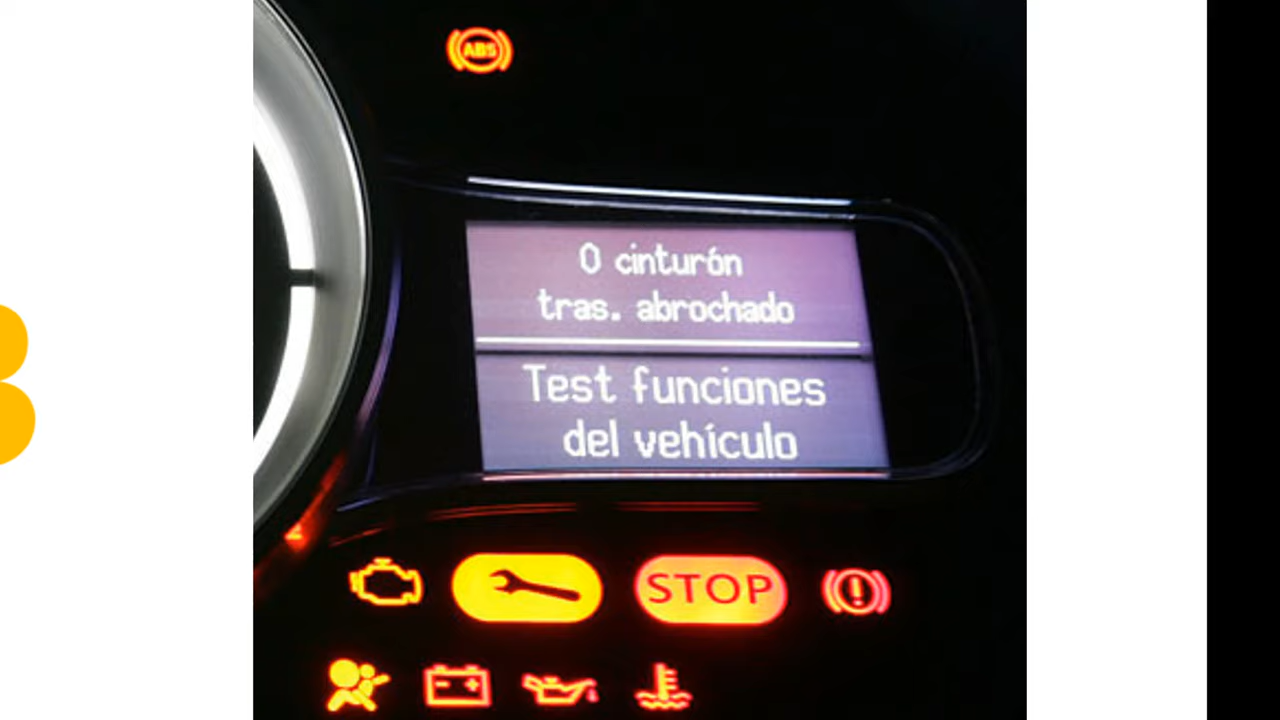 ABS
0 cinturón
tras. abrochado
Test funciones
del vehículo
STOP